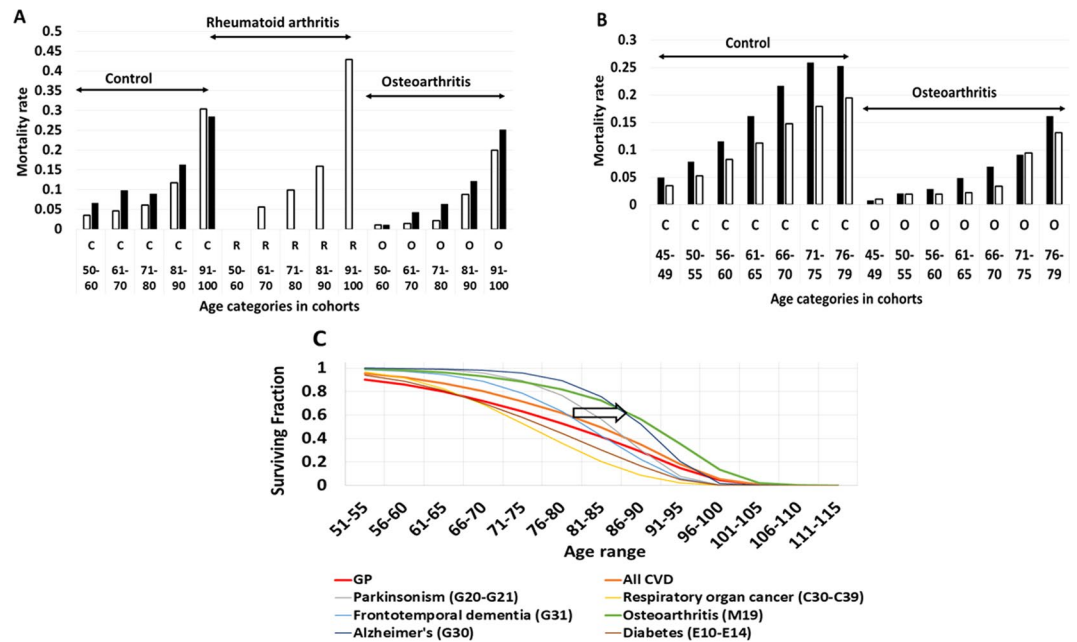 A
Rheumatoid arthritis
Control
Osteoarthritis
Mortality rate
0.5
0.45
0.4
0.35
0.3
0.25
0.2
0.15
0.1
0.05
0
C C C C C R R R R R O O O O O
50-60 61-70 71-80 81-90 91-100 50-60 61-70 71-80 81-90 91-100 50-60 61-70 71-80 81-90 91-100
Age categories in cohorts
B
Control
Osteoarthritis
Mortality rate
0.3
0.25
0.2
0.15
0.1
0.05
0
C C C C C C C O O O O O O O
45-49 50-55 56-60 61-65 66-70 71-75 76-79 45-49 50-55 56-60 61-65 66-70 71-75 76-79
Age categories in cohorts
C
Surviving Fraction
1
0.8
0.6
0.4
0.2
0
51-55 56-60 61-65 66-70 71-75 76-80 81-85 86-90 91-95 96-100 101-105 106-110 111-115
Age range
GP
All CVD
Parkinsonism (G20-G21)
Respiratory organ cancer (C30-C39)
Frontotemporal dementia (G31)
Osteoarthritis (M19)
Alzheimer's (G30)
Diabetes (E10-E14)